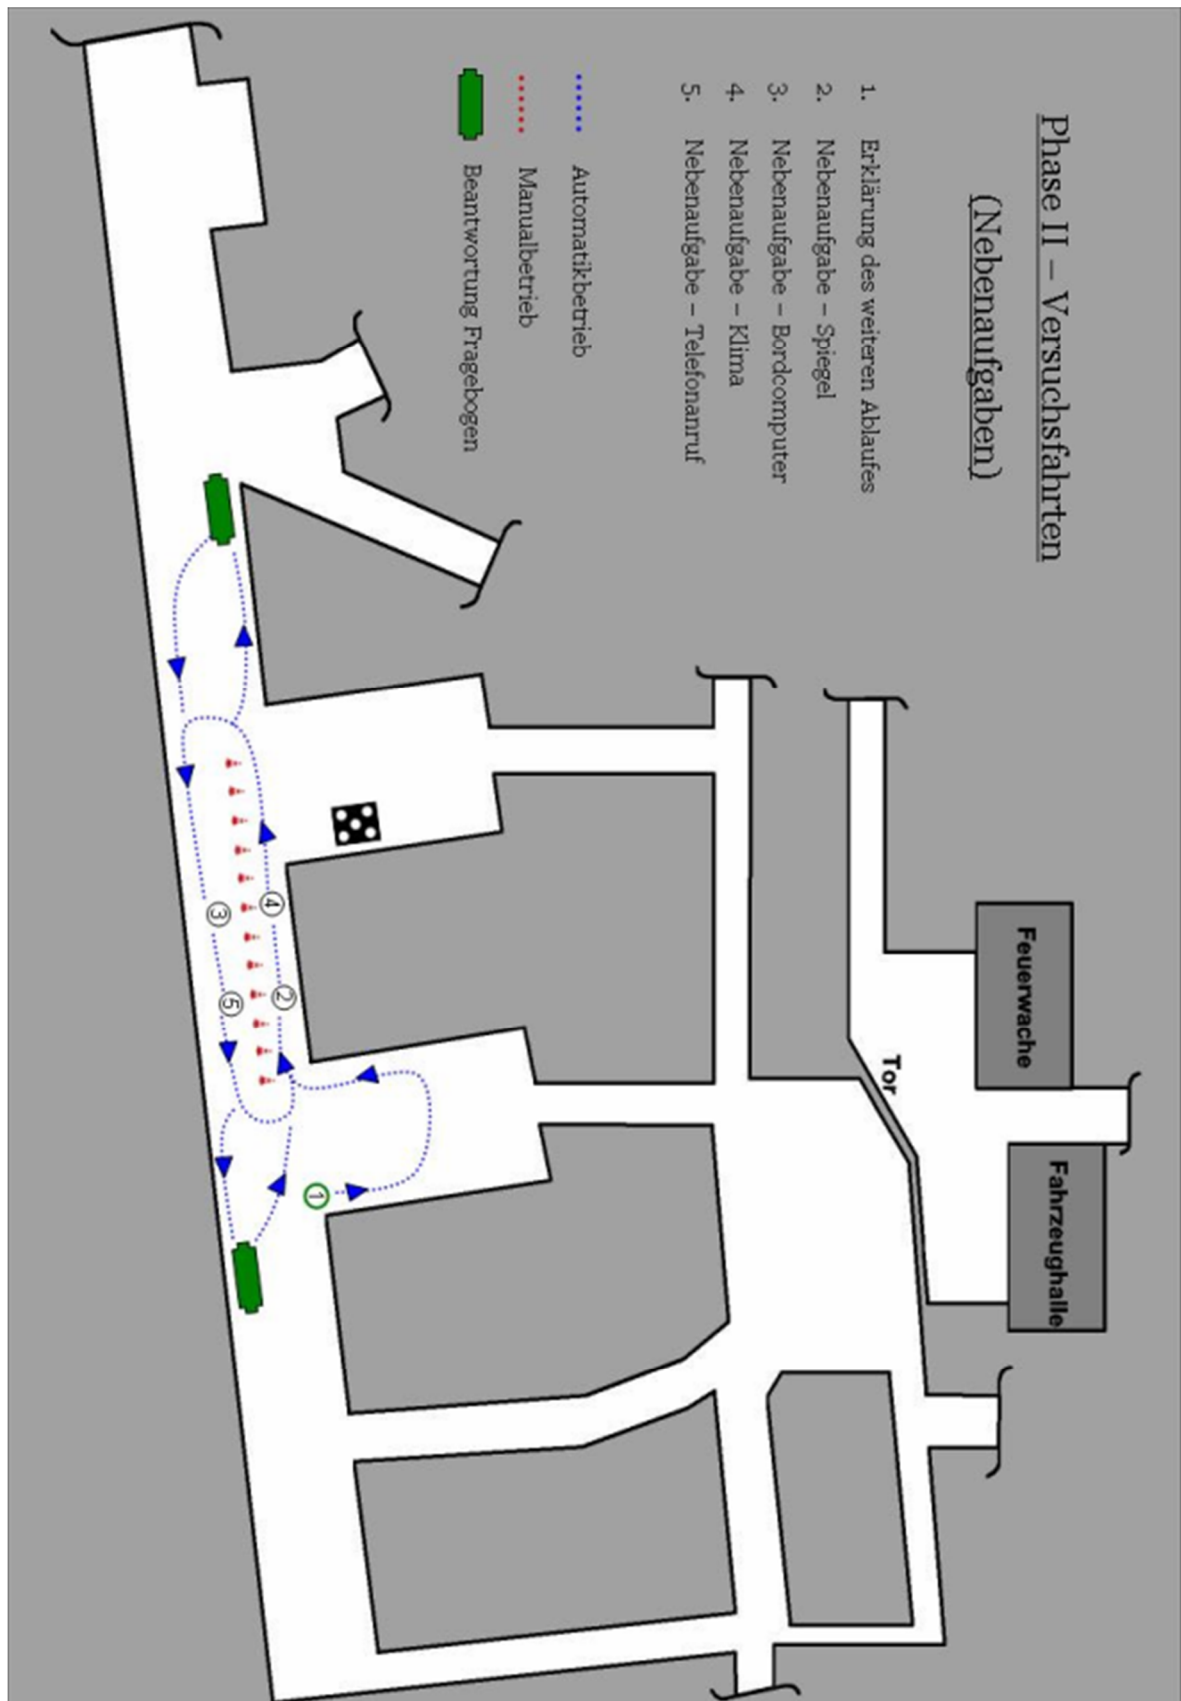 Phase II – Versuchsfahrten
(Nebenaufgaben)
1. Erklärung des weiteren Ablaufes
2. Nebenaufgabe – Spiegel
3. Nebenaufgabe – Bordcomputer
4. Nebenaufgabe – Klima
5. Nebenaufgabe – Telefonanruf
Automatikbetrieb
Manualbetrieb
Beantwortung Fragebogen
Feuerwache
Fahrzeughalle
Tor
4
2
3
5
1